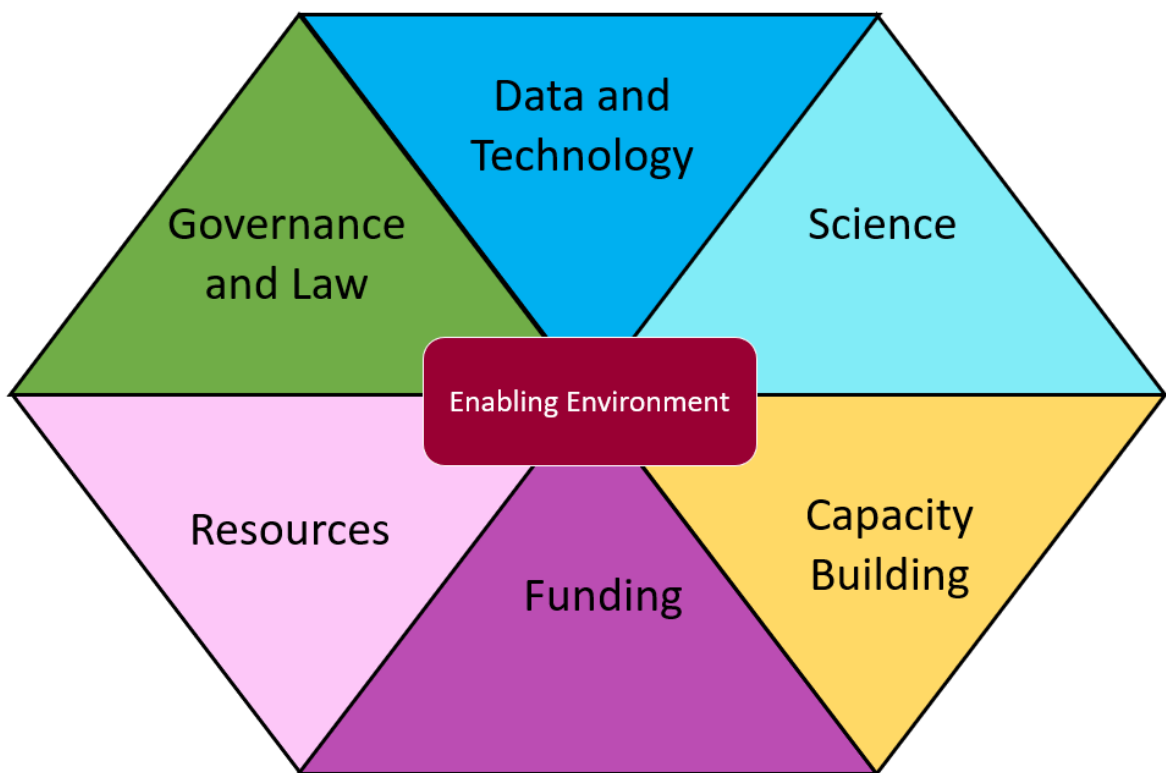 Data and
Technology
Governance
and Law
Science
Enabling Environment
Resources
Capacity
Building
Funding